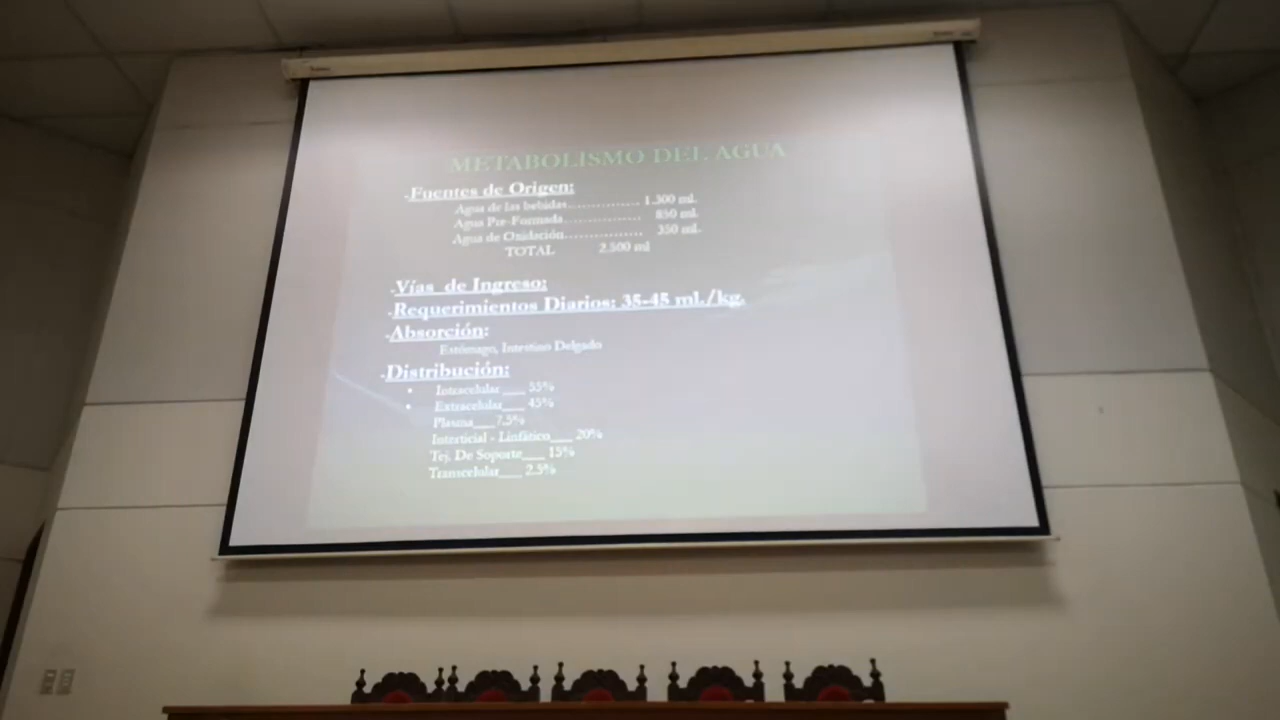 METABOLISMO DEL AGUA
-Fuentes de Origen:
Agua de las bebidas.............. 1.300 ml.
Agua Pre-Formada............... 850 ml.
Agua de Oxidación............... 350 ml.
TOTAL 2.500 ml
-Vías de Ingreso:
-Requerimientos Diarios: 35-45 ml./kg.
-Absorción:
Estómago, Intestino Delgado
-Distribución:
• Intracelular___ 55%
• Extracelular___ 45%
Plasma___7.5%
Intersticial - Linfático___ 20%
Tej. De Soporte___ 15%
Transcelular___ 2.5%